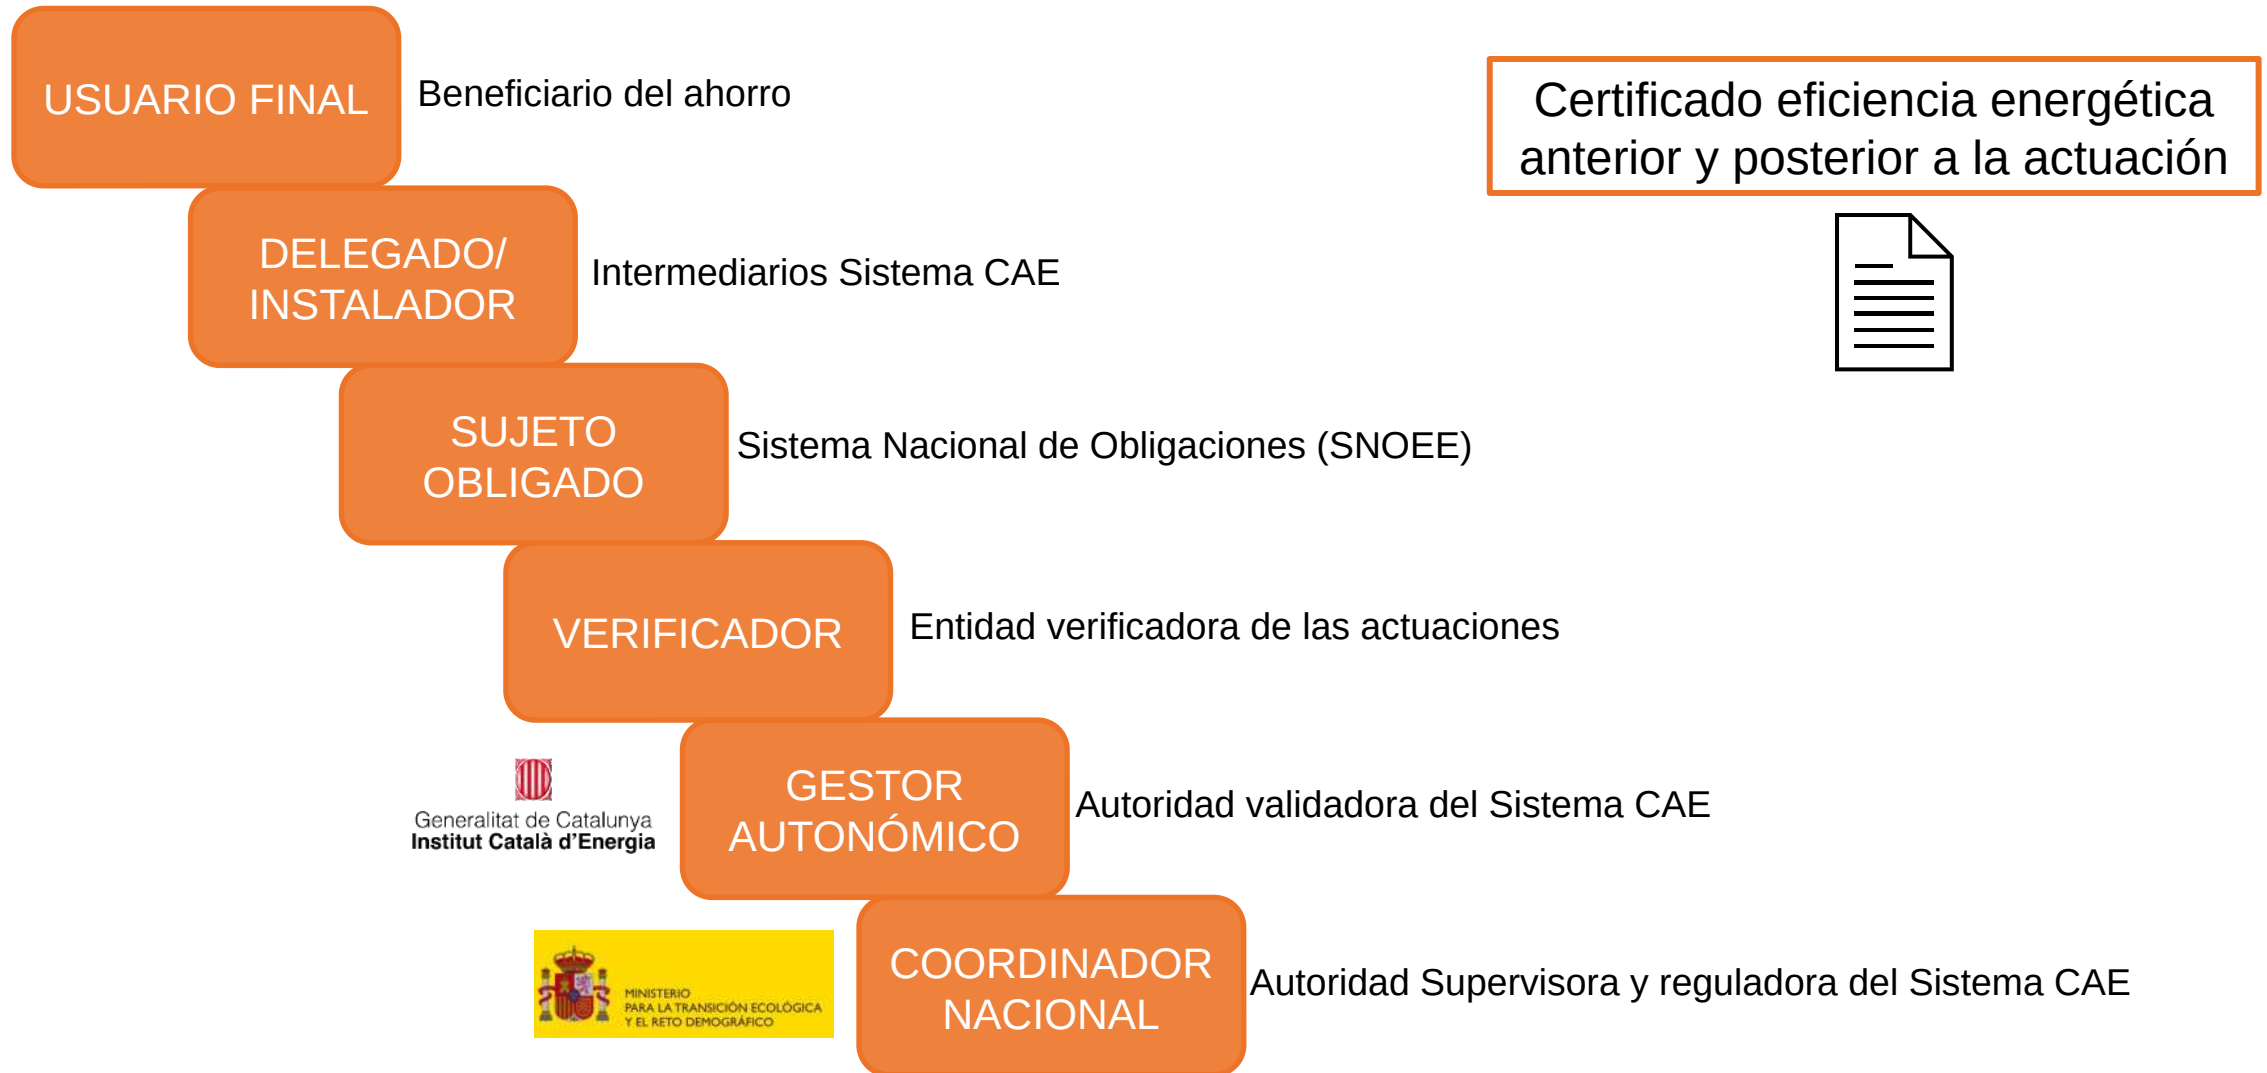 USUARIO FINAL
Beneficiario del ahorro
Certificado eficiencia energética
anterior y posterior a la actuación
DELEGADO/
INSTALADOR
Intermediarios Sistema CAE
SUJETO
OBLIGADO
Sistema Nacional de Obligaciones (SNOEE)
VERIFICADOR
Entidad verificadora de las actuaciones
Generalitat de Catalunya
Institut Català d'Energia
GESTOR
AUTONÓMICO
Autoridad validadora del Sistema CAE
MINISTERIO
PARA LA TRANSICIÓN ECOLÓGICA
Y EL RETO DEMOGRÁFICO
COORDINADOR
NACIONAL
Autoridad Supervisora y reguladora del Sistema CAE